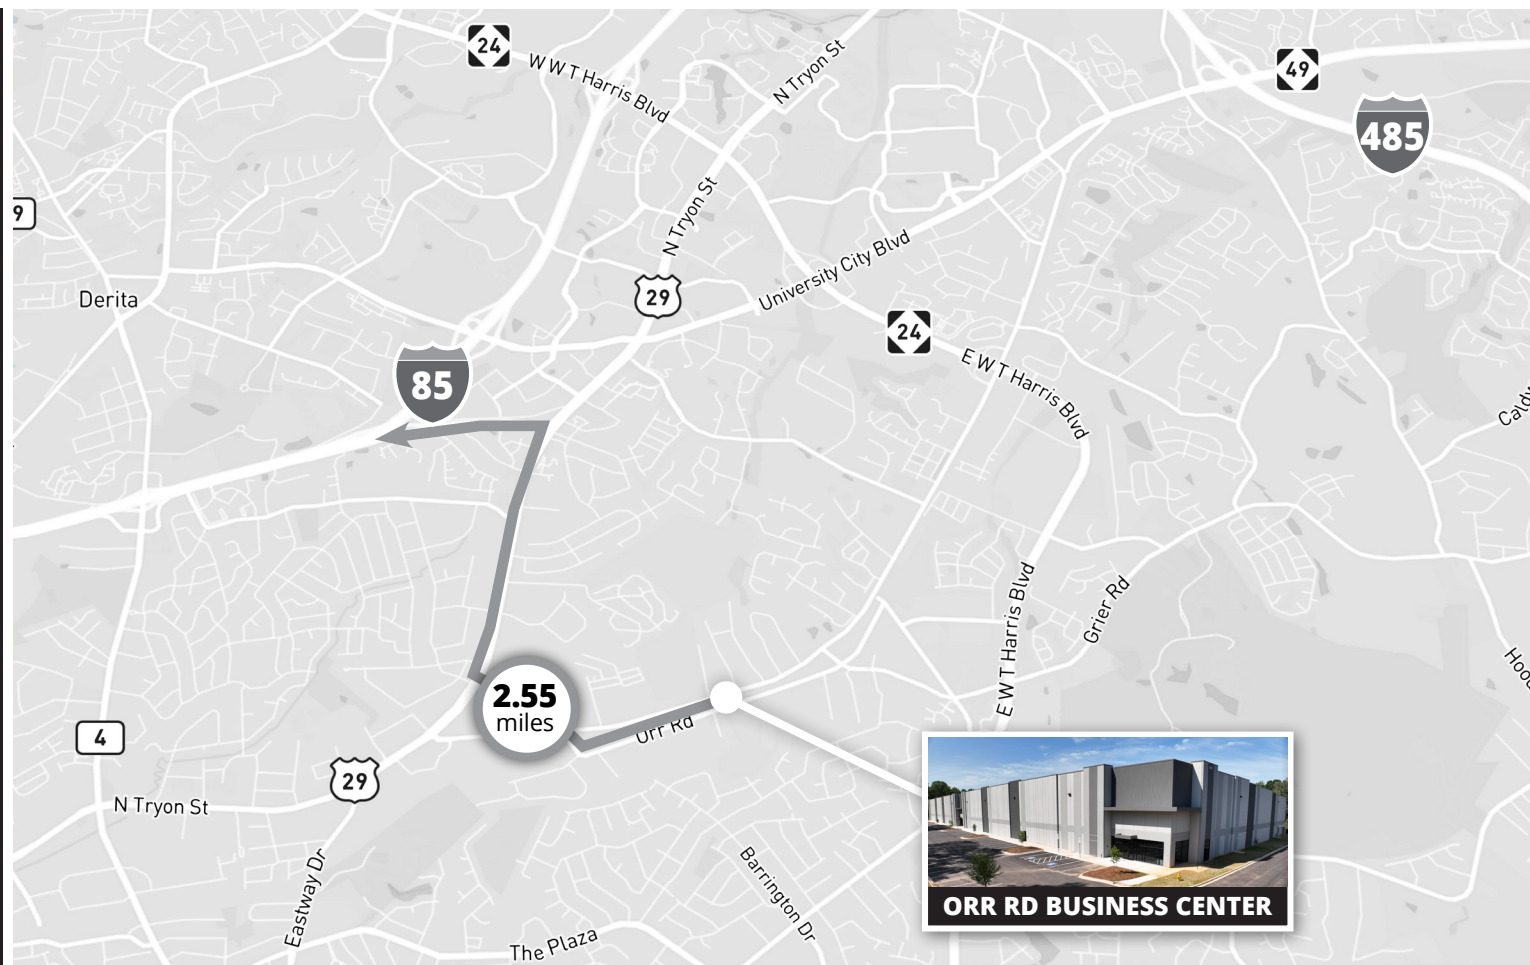 24
W W T Harris Blvd
N Tryon St
49
485
9
N Tryon St
University City Blvd
29
Derita
24
85
E W T Harris Blvd
E W T Harris Blvd
Grier Rd
2.55
miles
Orr Rd
4
29
N Tryon St
Eastway Dr
Barrington Dr
The Plaza
ORR RD BUSINESS CENTER